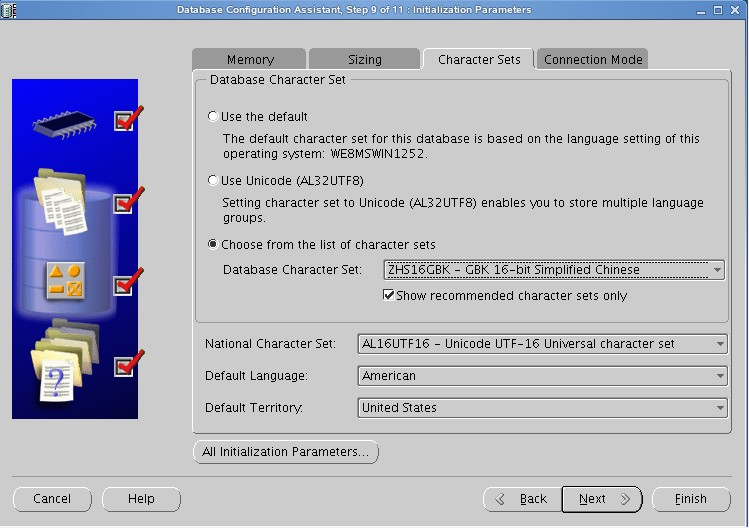 Database Configuration Assistant, Step 9 of 11 : Initialization Parameters
Memory
Sizing
Character Sets
Connection Mode
Database Character Set
Use the default
The default character set for this database is based on the language setting of this
operating system: WE8MSWIN1252.
Use Unicode (AL32UTF8)
Setting character set to Unicode (AL32UTF8) enables you to store multiple language
groups.
Choose from the list of character sets
Database Character Set: ZHS16GBK - GBK 16-bit Simplified Chinese
Show recommended character sets only
National Character Set: AL16UTF16 - Unicode UTF-16 Universal character set
Default Language: American
Default Territory: United States
?
All Initialization Parameters...
Cancel
Help
Back
Next
Finish